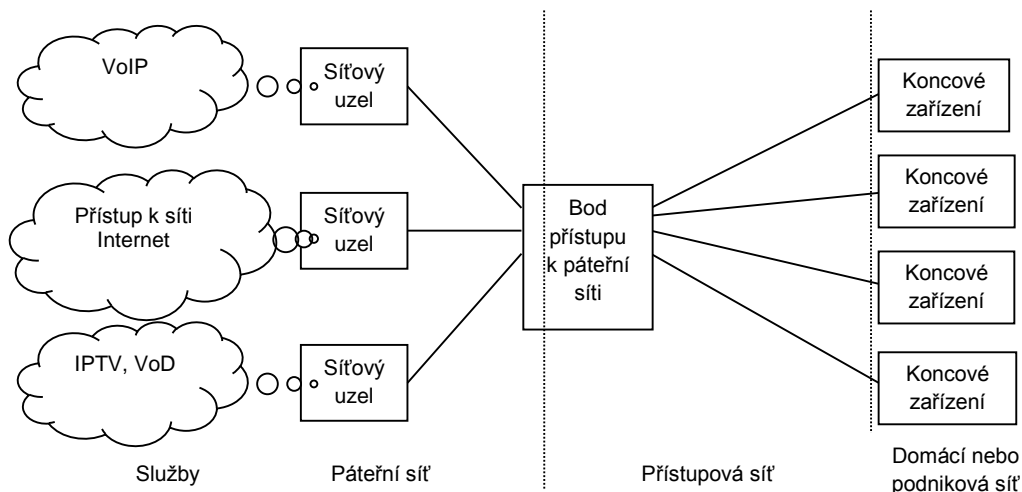 VoIP
Síťový
uzel
Koncové
zařízení
Přístup k síti
Internet
Síťový
uzel
Bod
přístupu
k páteřní
síti
Koncové
zařízení
Koncové
zařízení
IPTV, VoD
Síťový
uzel
Koncové
zařízení
Služby
Páteřní síť
Přístupová síť
Domácí nebo
podniková síť